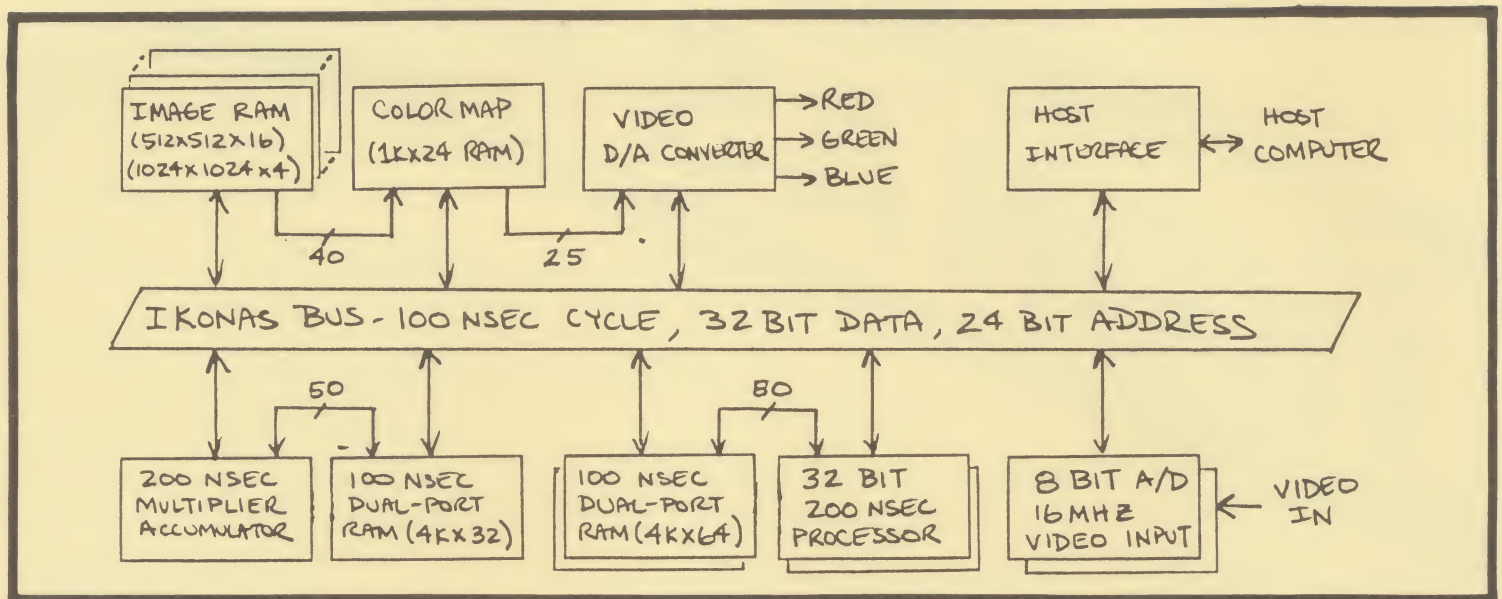 IMAGE RAM
(512x512x16)
(1024x1024x4)
COLOR MAP
(1Kx24 RAM)
VIDEO
D/A CONVERTER
RED
GREEN
BLUE
HOST
INTERFACE
HOST
COMPUTER
40
25
IKONAS BUS - 100 NSEC CYCLE, 32 BIT DATA, 24 BIT ADDRESS
50
80
200 NSEC
MULTIPLIER
ACCUMULATOR
100 NSEC
DUAL-PORT
RAM (4Kx32)
100 NSEC
DUAL-PORT
RAM (4Kx64)
32 BIT
200 NSEC
PROCESSOR
8 BIT A/D
16 MHZ
VIDEO INPUT
VIDEO
IN